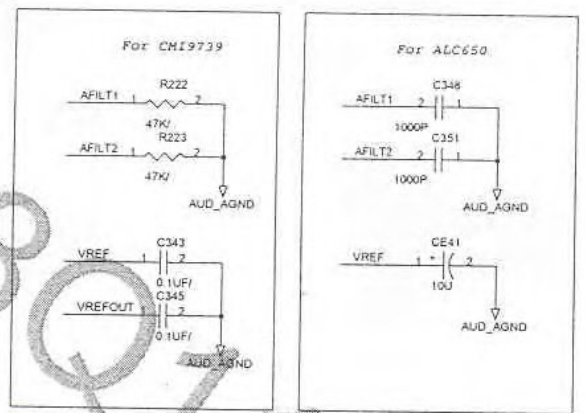 For CMI9739
R222
AFILT1 1 2
47K/
R223
AFILT2 1 2
47K/
AUD_AGND
C343
VREF 1 2
0.1UF/
C345
VREFOUT 1 2
0.1UF/
AUD_AGND
For ALC650
C348
AFILT1 2 1
1000P
C351
AFILT2 2 1
1000P
AUD_AGND
CE41
VREF 1 + 2
10U
AUD_AGND